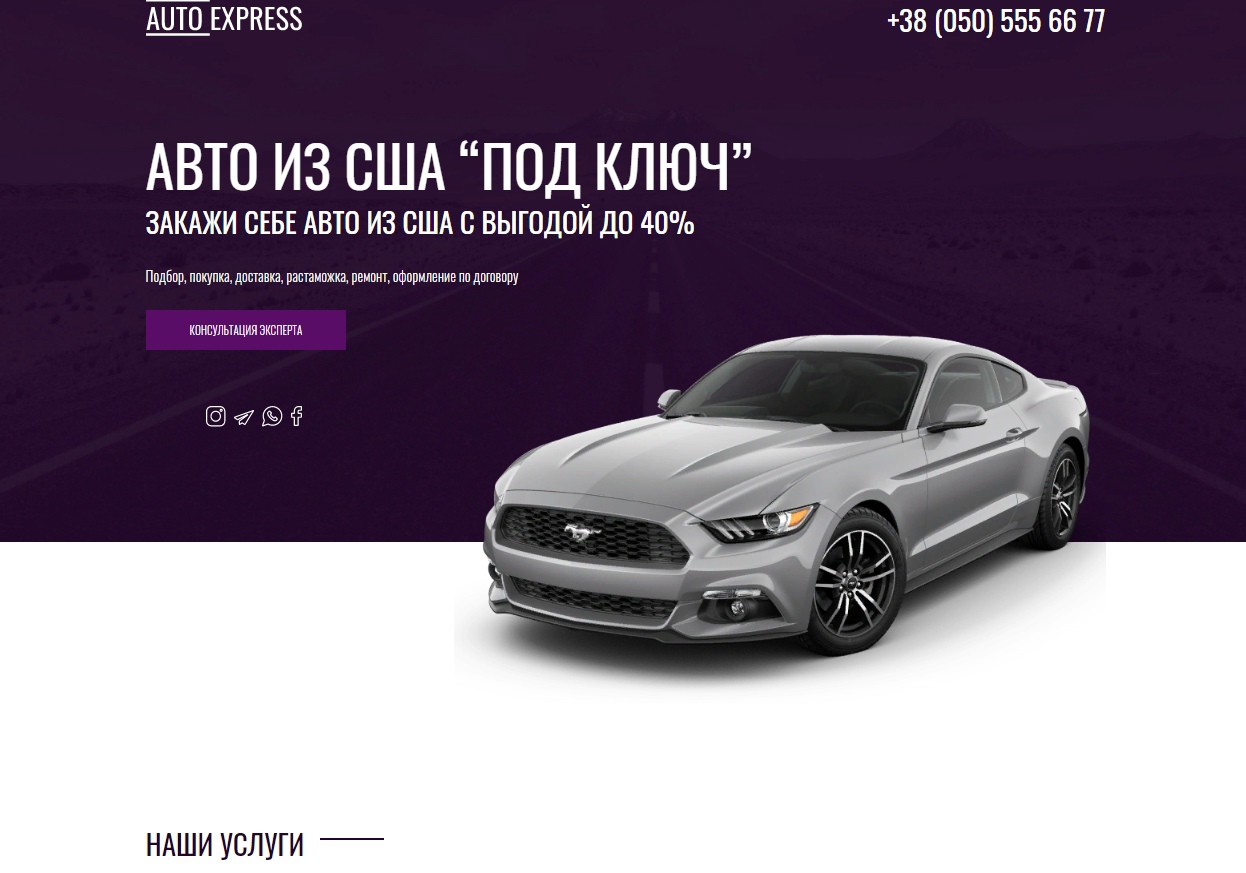 AUTO EXPRESS
+38 (050) 555 66 77
АВТО ИЗ США “ПОД КЛЮЧ”
ЗАКАЖИ СЕБЕ АВТО ИЗ США С ВЫГОДОЙ ДО 40%
Подбор, покупка, доставка, растаможка, ремонт, оформление по договору
КОНСУЛЬТАЦИЯ ЭКСПЕРТА
НАШИ УСЛУГИ